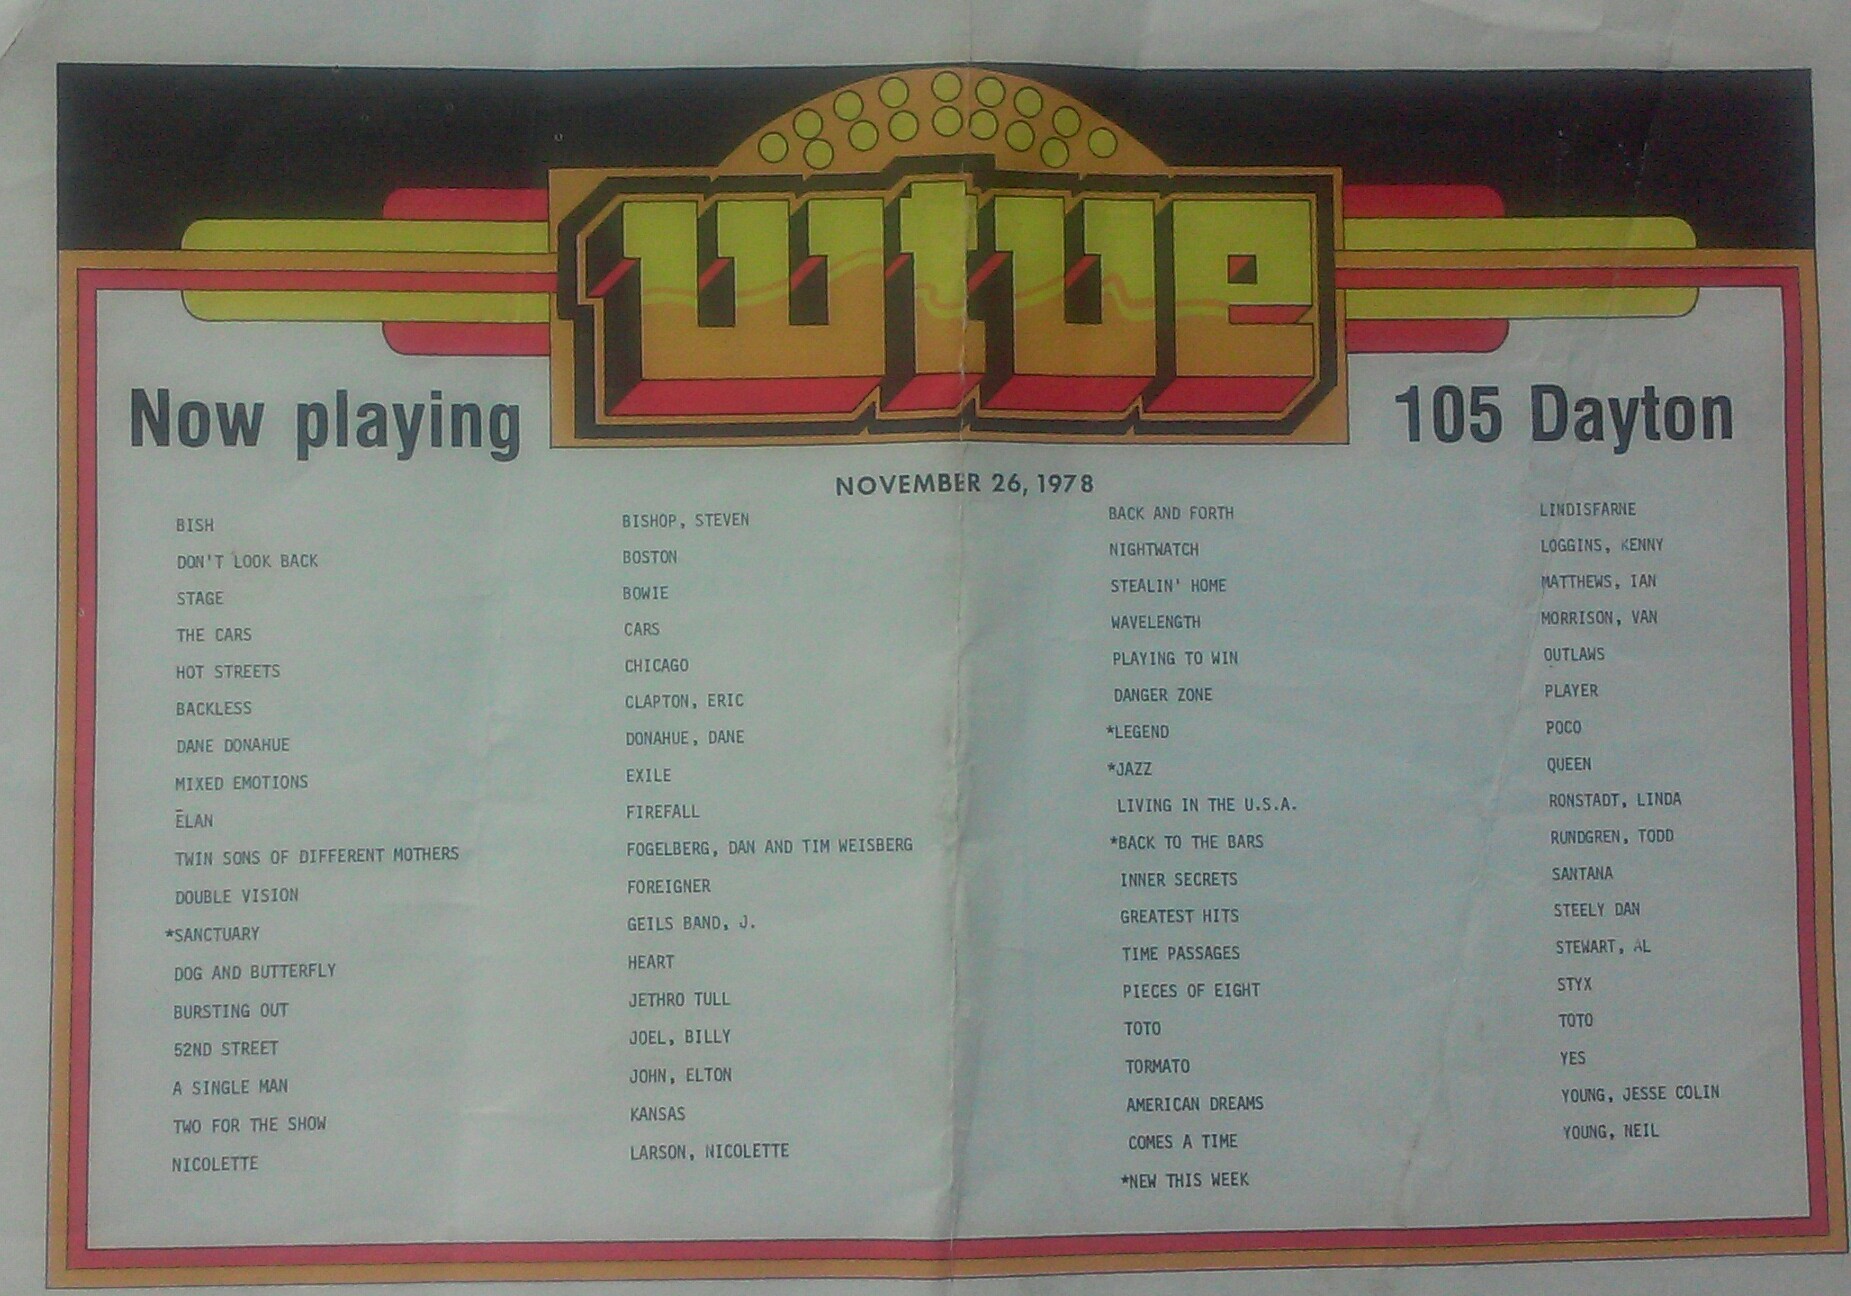 wtue
Now playing
105 Dayton
NOVEMBER 26, 1978
BISH BISHOP, STEVEN
DON'T LOOK BACK BOSTON
STAGE BOWIE
THE CARS CARS
HOT STREETS CHICAGO
BACKLESS CLAPTON, ERIC
DANE DONAHUE DONAHUE, DANE
MIXED EMOTIONS EXILE
ĒLAN FIREFALL
TWIN SONS OF DIFFERENT MOTHERS FOGELBERG, DAN AND TIM WEISBERG
DOUBLE VISION FOREIGNER
*SANCTUARY GEILS BAND, J.
DOG AND BUTTERFLY HEART
BURSTING OUT JETHRO TULL
52ND STREET JOEL, BILLY
A SINGLE MAN JOHN, ELTON
TWO FOR THE SHOW KANSAS
NICOLETTE LARSON, NICOLETTE
BACK AND FORTH LINDISFARNE
NIGHTWATCH LOGGINS, KENNY
STEALIN' HOME MATTHEWS, IAN
WAVELENGTH MORRISON, VAN
PLAYING TO WIN OUTLAWS
DANGER ZONE PLAYER
*LEGEND POCO
*JAZZ QUEEN
LIVING IN THE U.S.A. RONSTADT, LINDA
*BACK TO THE BARS RUNDGREN, TODD
INNER SECRETS SANTANA
GREATEST HITS STEELY DAN
TIME PASSAGES STEWART, AL
PIECES OF EIGHT STYX
TOTO TOTO
TORMATO YES
AMERICAN DREAMS YOUNG, JESSE COLIN
COMES A TIME YOUNG, NEIL
*NEW THIS WEEK